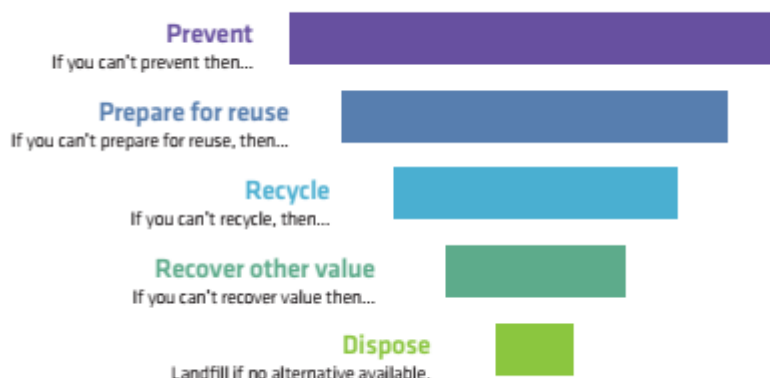 Prevent
If you can't prevent then...
Prepare for reuse
If you can't prepare for reuse, then...
Recycle
If you can't recycle, then...
Recover other value
If you can't recover value then...
Dispose
Landfill if no alternative available.